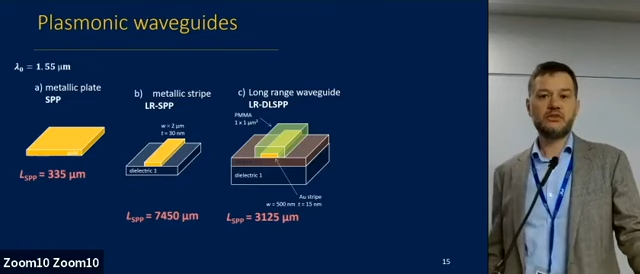 Plasmonic waveguides
λ₀ = 1.55 μm
a) metallic plate
SPP
b) metallic stripe
LR-SPP
c) Long range waveguide
LR-DLSPP
w = 2 μm
t = 30 nm
dielectric 1
PMMA
1 x 1 μm²
dielectric 1
Au stripe
w = 500 nm t = 15 nm
L_SPP = 335 μm
L_SPP = 7450 μm
L_SPP = 3125 μm
Zoom10 Zoom10
15